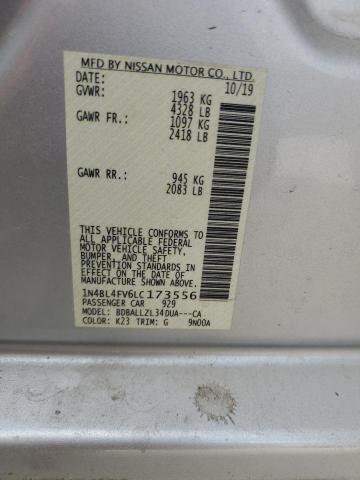 MFD BY NISSAN MOTOR CO., LTD.
DATE: 10/19
GVWR: 1963 KG
4328 LB
GAWR FR.: 1097 KG
2418 LB
GAWR RR.: 945 KG
2083 LB
THIS VEHICLE CONFORMS TO
ALL APPLICABLE FEDERAL
MOTOR VEHICLE SAFETY,
BUMPER, AND THEFT
PREVENTION STANDARDS
IN EFFECT ON THE DATE OF
MANUFACTURE SHOWN ABOVE.
1N4BL4FV6LC173556
PASSENGER CAR 929
MODEL: BDBALLZL34DUA---CA
COLOR: K23 TRIM: G 9N00A